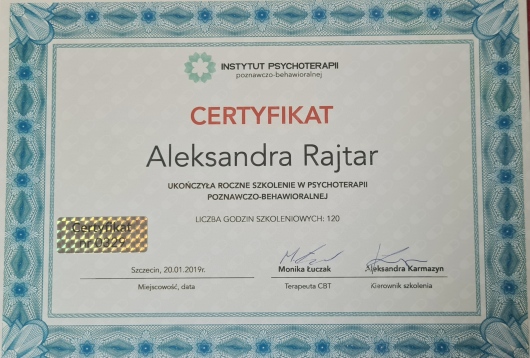 INSTYTUT PSYCHOTERAPII
poznawczo-behawioralnej
CERTYFIKAT
Aleksandra Rajtar
UKOŃCZYŁA ROCZNE SZKOLENIE W PSYCHOTERAPII
POZNAWCZO-BEHAWIORALNEJ
LICZBA GODZIN SZKOLENIOWYCH: 120
Certyfikat
nr 0329
Szczecin, 20.01.2019r.
Miejscowość, data
Monika Łuczak
Terapeuta CBT
Aleksandra Karmazyn
Kierownik szkolenia